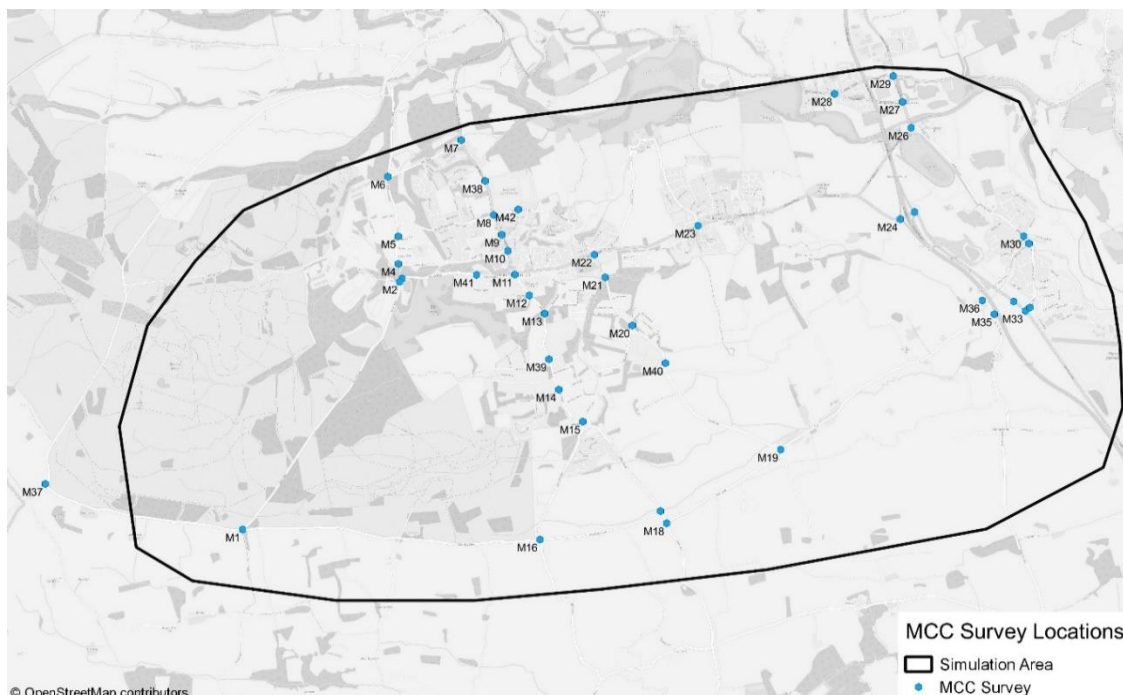 M29
M28
M27
M26
M7
M38
M6
M8
M42
M24
M5
M9
M23
M30
M10
M22
M4
M2
M41
M11
M21
M12
M36
M13
M35
M33
M20
M39
M40
M14
M15
M19
M37
M18
M1
M16
MCC Survey Locations
Simulation Area
MCC Survey
© OpenStreetMap contributors